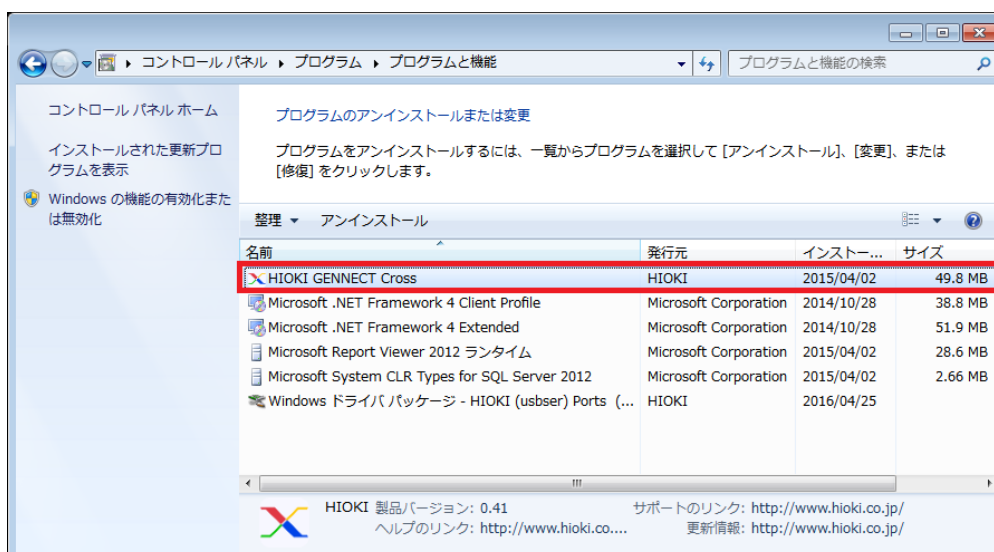 コントロール パネル ▸ プログラム ▸ プログラムと機能
プログラムと機能の検索
コントロール パネル ホーム
インストールされた更新プロ
グラムを表示
Windows の機能の有効化また
は無効化
プログラムのアンインストールまたは変更
プログラムをアンインストールするには、一覧からプログラムを選択して [アンインストール]、[変更]、または
[修復] をクリックします。
整理 ▼ アンインストール
名前 発行元 インストー... サイズ
HIOKI GENNECT Cross HIOKI 2015/04/02 49.8 MB
Microsoft .NET Framework 4 Client Profile Microsoft Corporation 2014/10/28 38.8 MB
Microsoft .NET Framework 4 Extended Microsoft Corporation 2014/10/28 51.9 MB
Microsoft Report Viewer 2012 ランタイム Microsoft Corporation 2015/04/02 28.6 MB
Microsoft System CLR Types for SQL Server 2012 Microsoft Corporation 2015/04/02 2.66 MB
Windows ドライバ パッケージ - HIOKI (usbser) Ports (... HIOKI 2016/04/25
HIOKI 製品バージョン: 0.41 サポートのリンク: http://www.hioki.co.jp/
ヘルプのリンク: http://www.hioki.co.... 更新情報: http://www.hioki.co.jp/